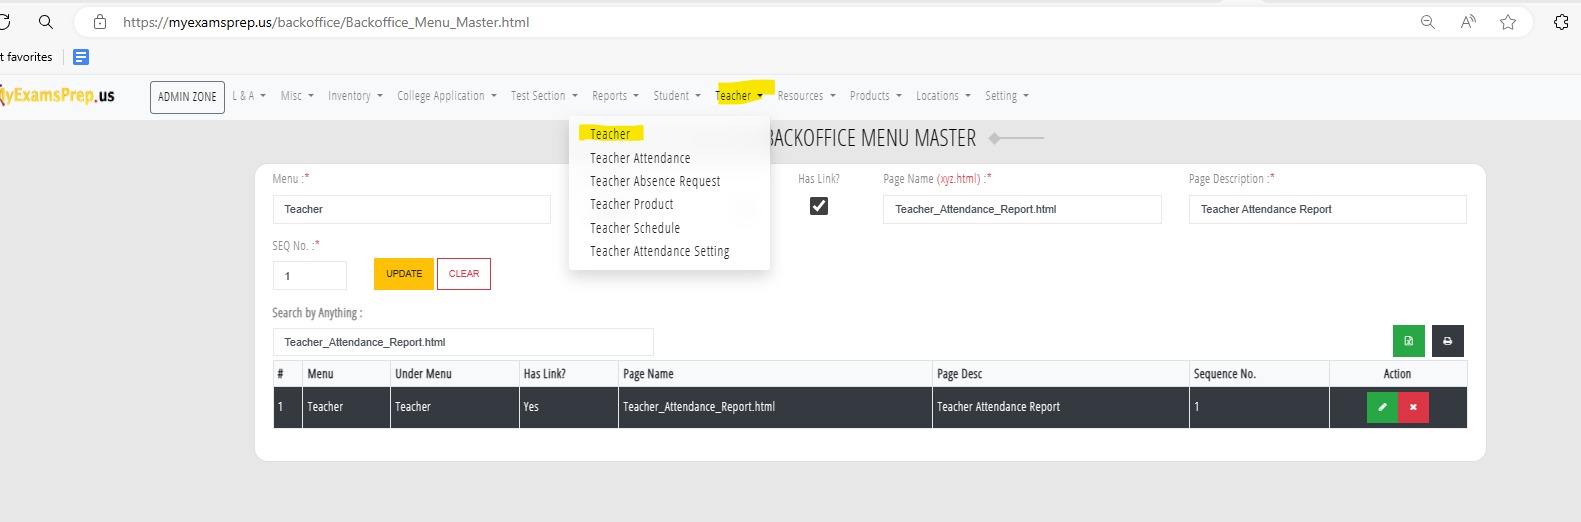 https://myexamsprep.us/backoffice/Backoffice_Menu_Master.html
t favorites
yExamsPrep.us ADMIN ZONE L & A Misc Inventory College Application Test Section Reports Student Teacher Resources Products Locations Setting
Teacher
Teacher Attendance
Teacher Absence Request
Teacher Product
Teacher Schedule
Teacher Attendance Setting
BACKOFFICE MENU MASTER
Menu :* Has Link? Page Name (xyz.html) :* Page Description :*
Teacher Teacher_Attendance_Report.html Teacher Attendance Report
SEQ No. :*
1 UPDATE CLEAR
Search by Anything :
Teacher_Attendance_Report.html
# Menu Under Menu Has Link? Page Name Page Desc Sequence No. Action
1 Teacher Teacher Yes Teacher_Attendance_Report.html Teacher Attendance Report 1